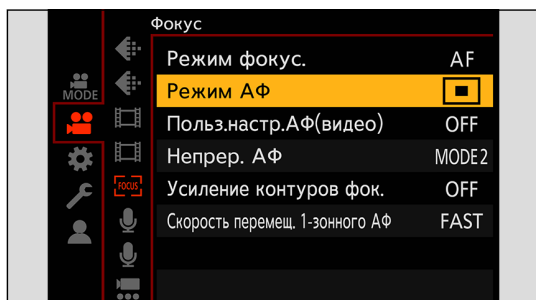 Фокус
MODE
FOCUS
Режим фокус. AF
Режим АФ
Польз.настр.АФ(видео) OFF
Непрер. АФ MODE2
Усиление контуров фок. OFF
Скорость перемещ. 1-зонного АФ FAST